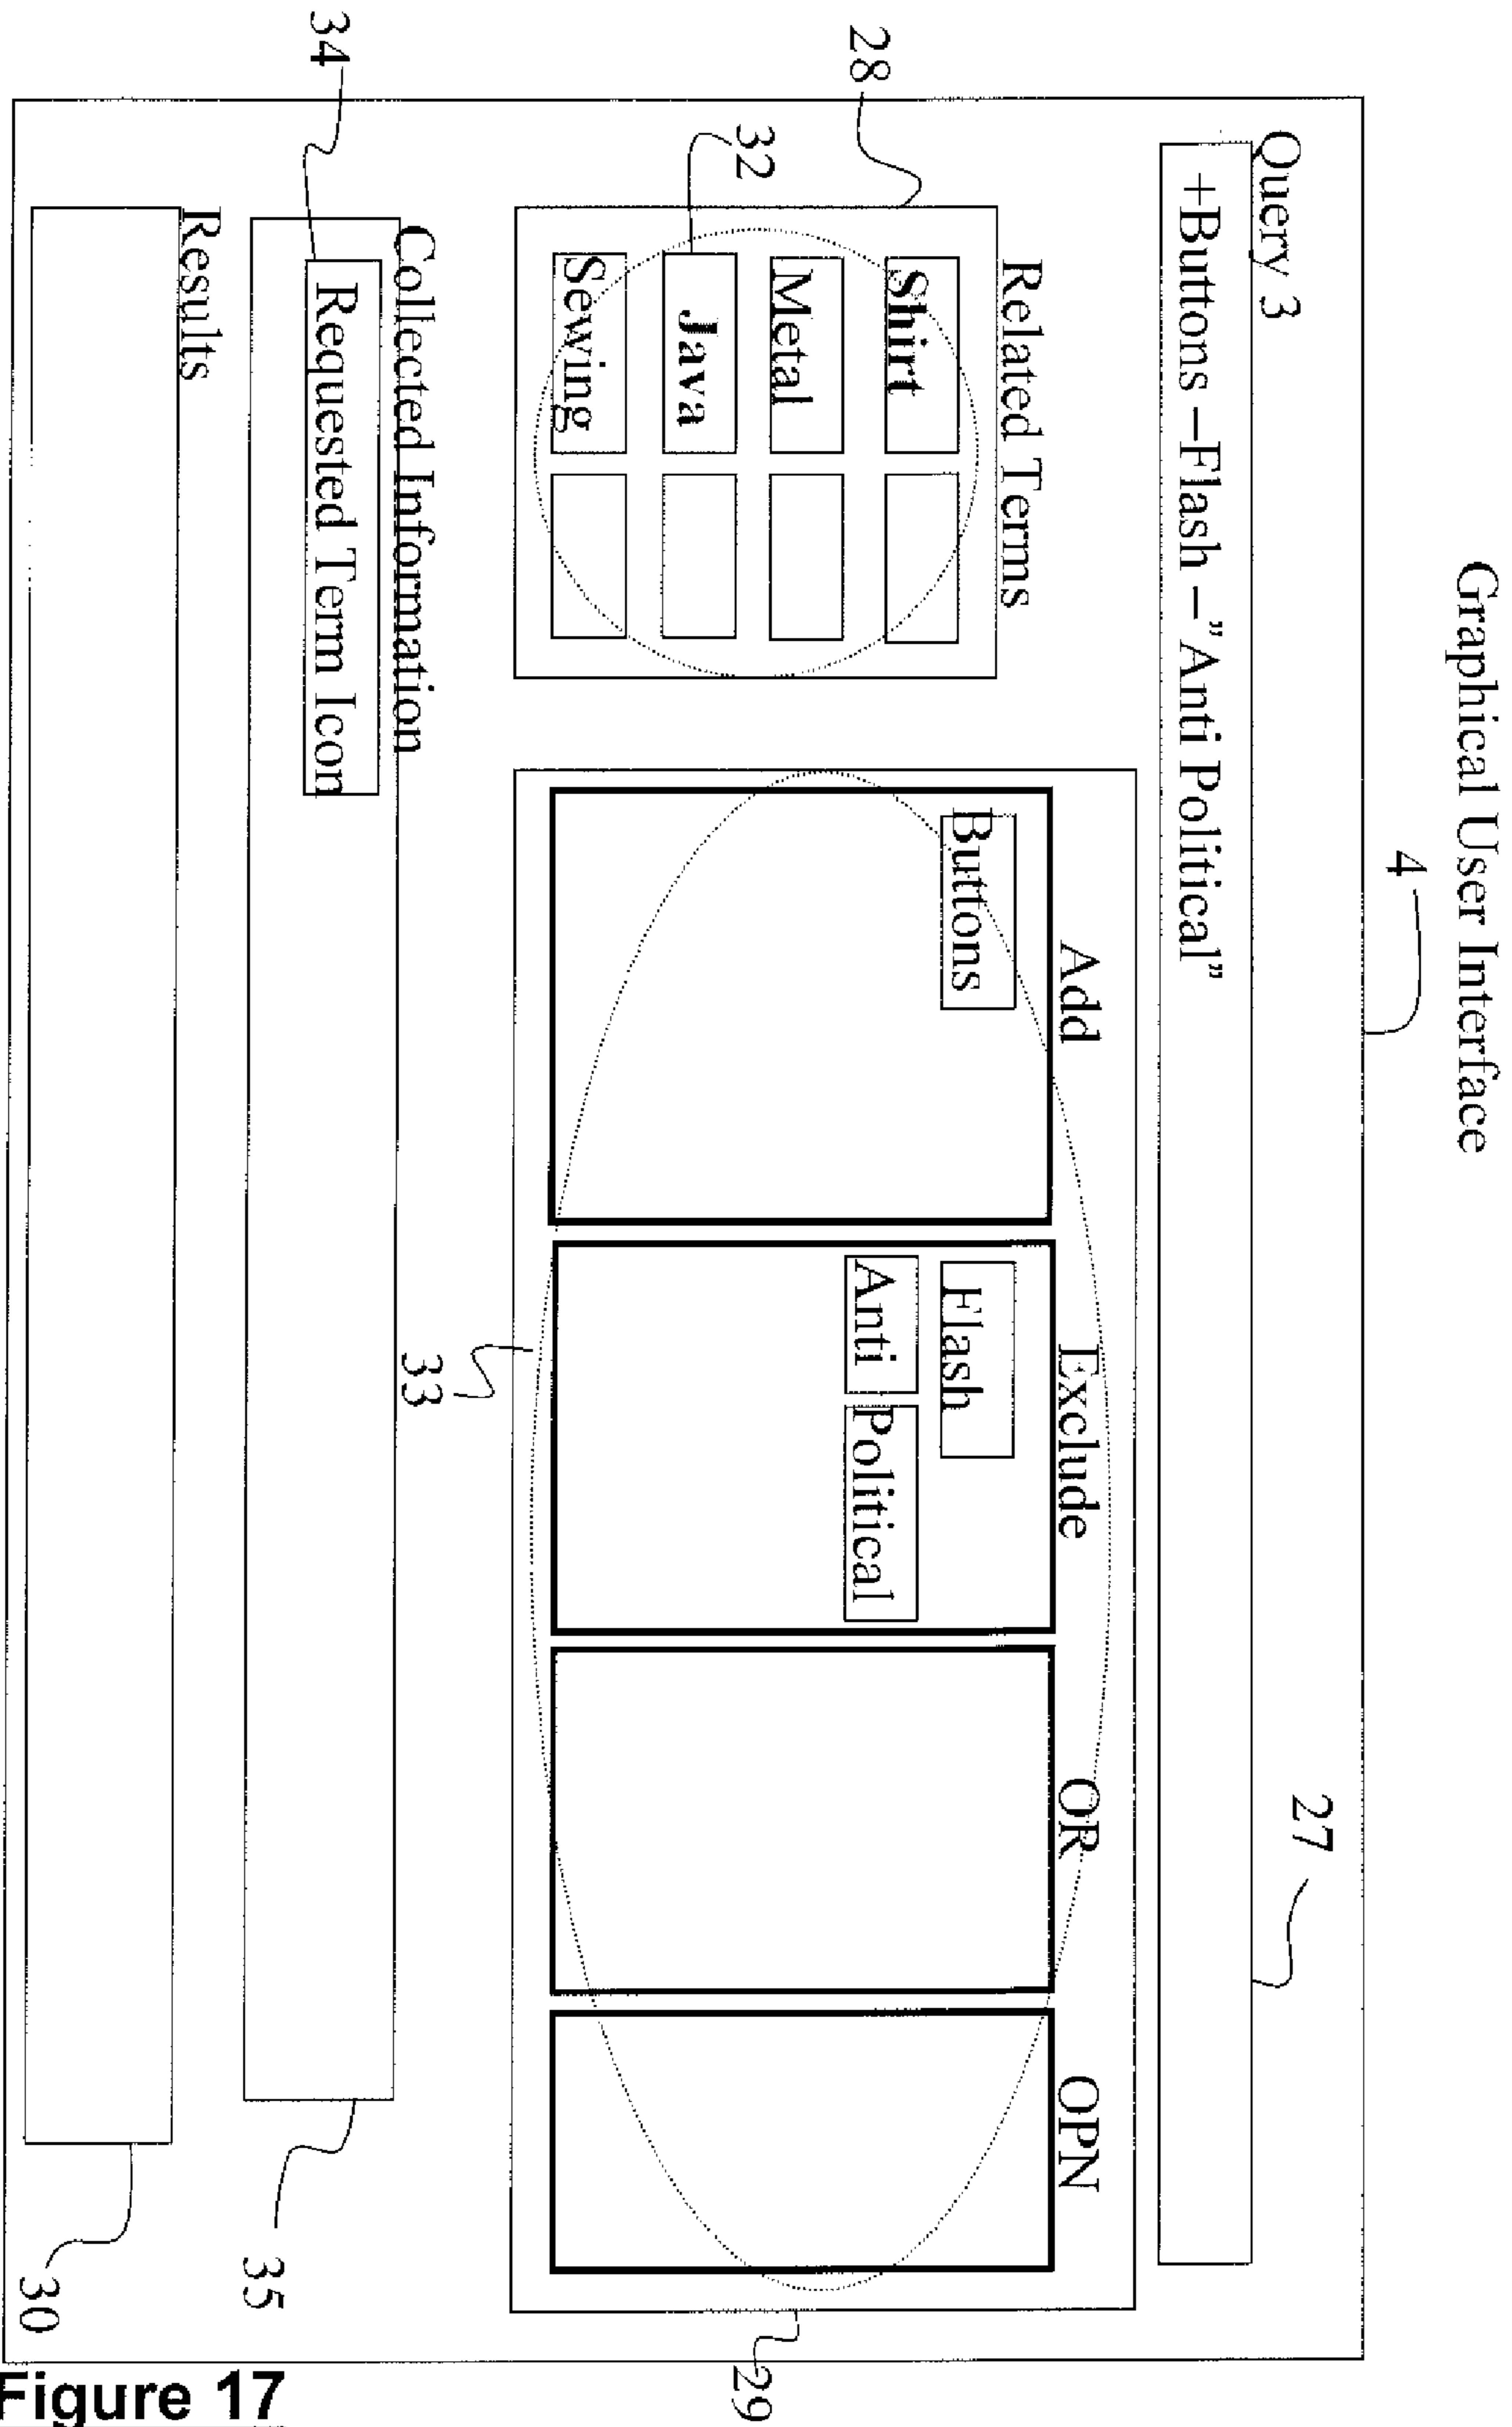 Graphical User Interface
4
27
Query 3
+Buttons –Flash –”Anti Political”
28
Related Terms
Add
Exclude
OR
OPN
Shirt
Buttons
Flash
32
Metal
Anti
Political
Java
Sewing
29
33
Collected Information
34
Requested Term Icon
35
Results
30
Figure 17